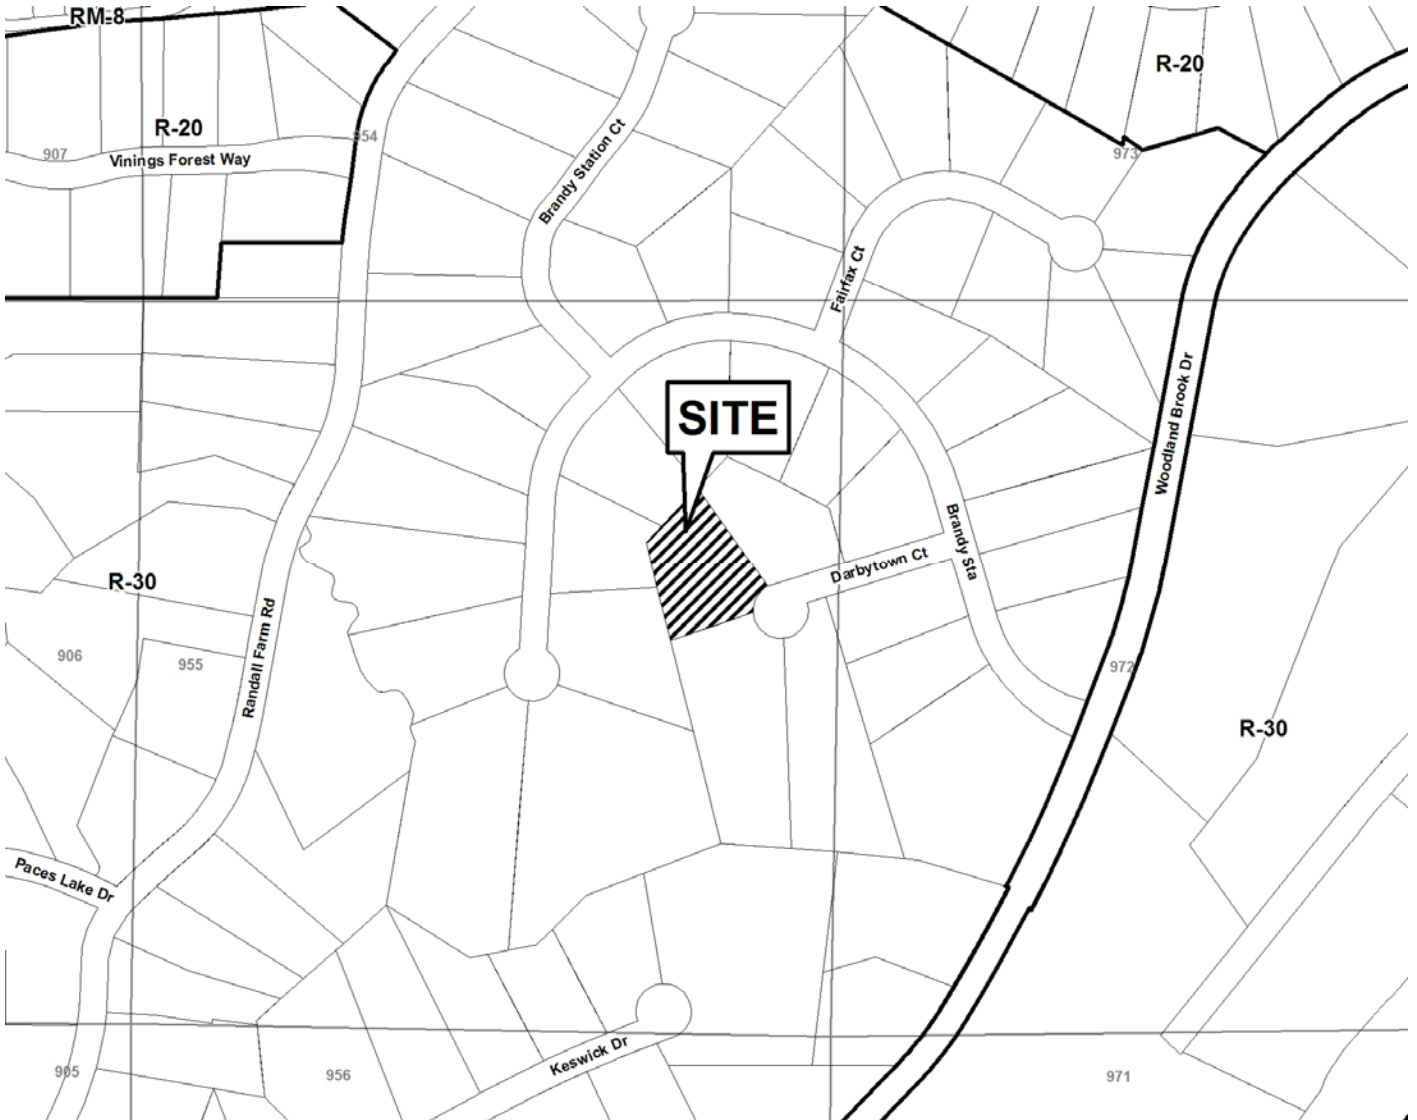 RM-8
R-20
R-20
954
907
Vinings Forest Way
973
Brandy Station Ct
Fairfax Ct
Woodland Brook Dr
SITE
Brandy Sta
Darbytown Ct
R-30
Randall Farm Rd
906
955
972
R-30
Paces Lake Dr
Keswick Dr
905
956
971